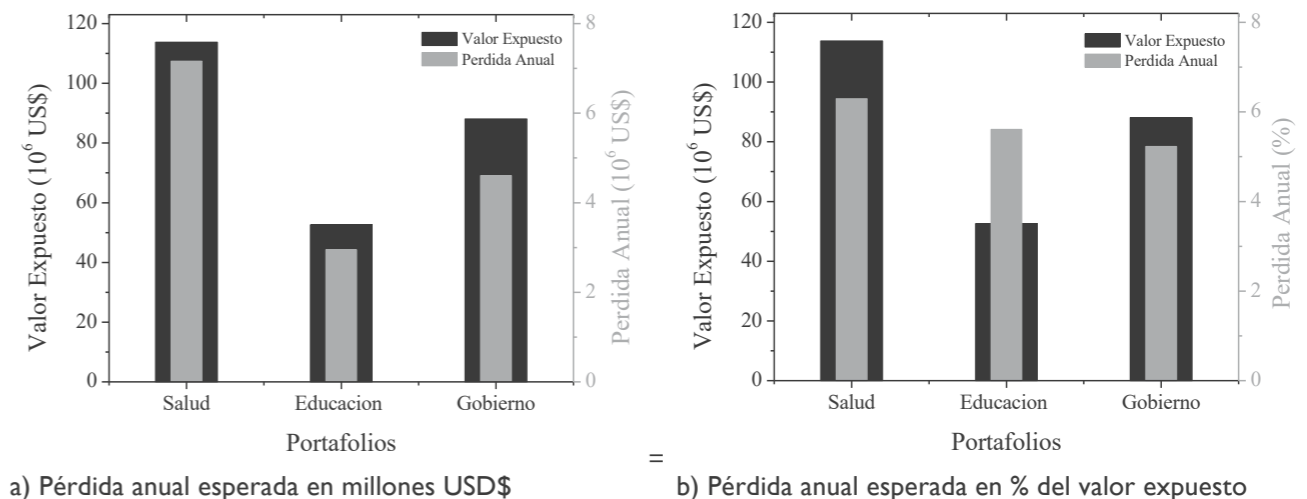 120
100
80
60
40
20
0
Valor Expuesto (10⁶ US$)
Valor Expuesto
Perdida Anual
8
6
4
2
0
Perdida Anual (10⁶ US$)
Salud Educacion Gobierno
Portafolios
a) Pérdida anual esperada en millones USD$
=
120
100
80
60
40
20
0
Valor Expuesto (10⁶ US$)
Valor Expuesto
Perdida Anual
8
6
4
2
0
Perdida Anual (%)
Salud Educacion Gobierno
Portafolios
b) Pérdida anual esperada en % del valor expuesto